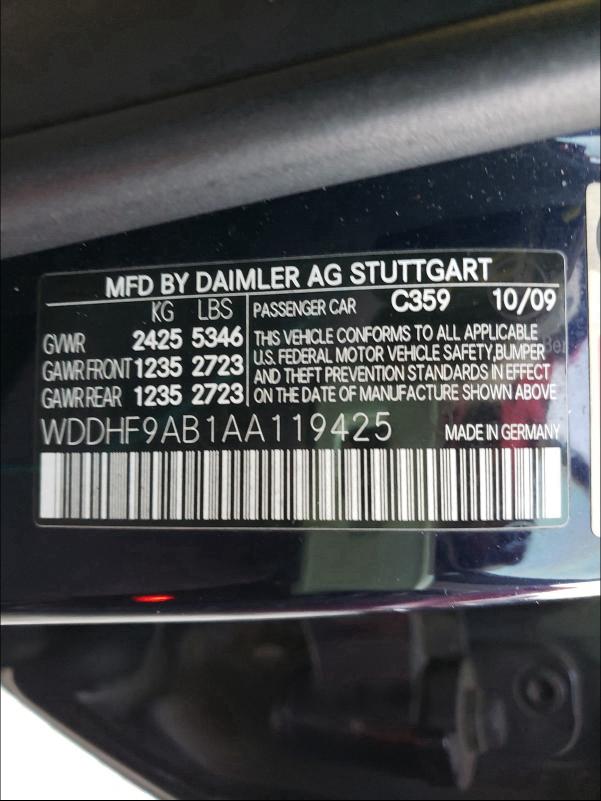 MFD BY DAIMLER AG STUTTGART
KG LBS PASSENGER CAR C359 10/09
GVWR 2425 5346
GAWR FRONT 1235 2723
GAWR REAR 1235 2723
THIS VEHICLE CONFORMS TO ALL APPLICABLE
U.S. FEDERAL MOTOR VEHICLE SAFETY, BUMPER
AND THEFT PREVENTION STANDARDS IN EFFECT
ON THE DATE OF MANUFACTURE SHOWN ABOVE
WDDHF9AB1AA119425 MADE IN GERMANY